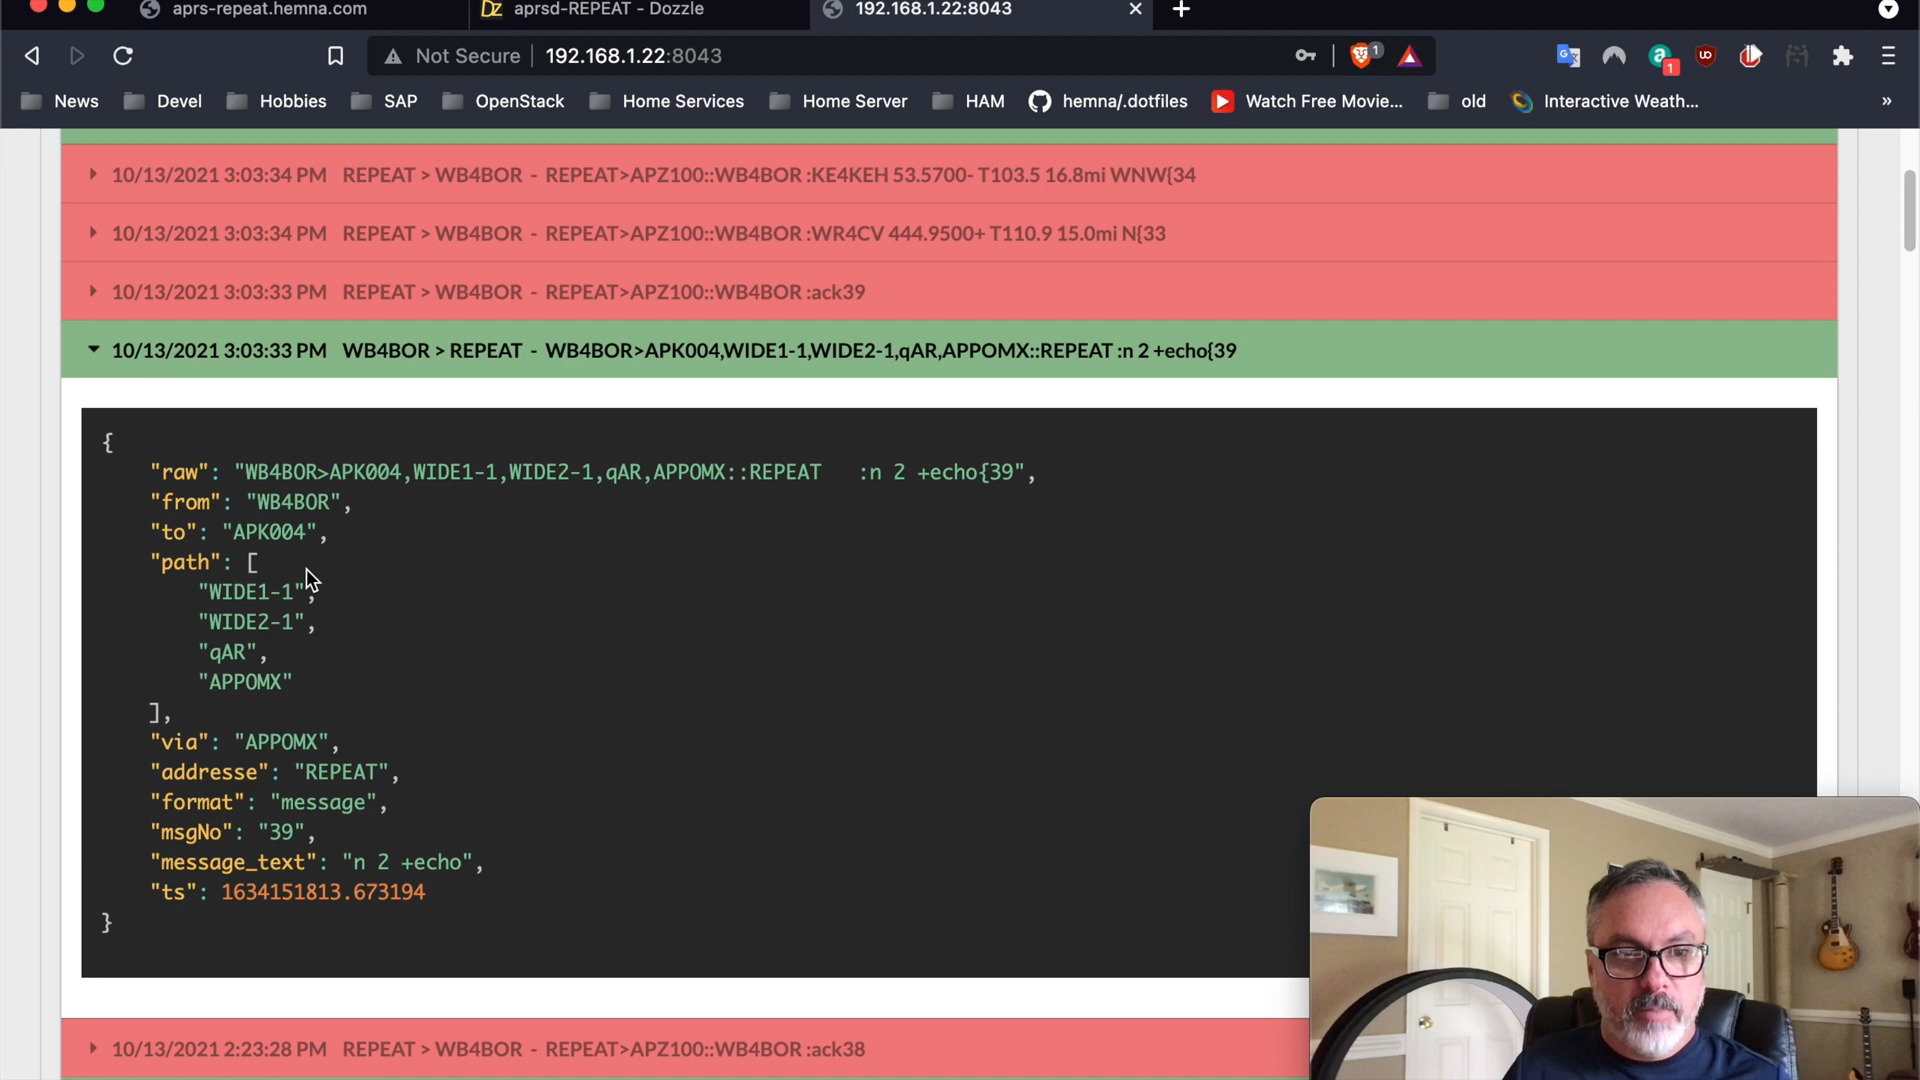 aprs-repeat.hemna.com
Dz aprsd-REPEAT - Dozzle
192.168.1.22:8043
Not Secure 192.168.1.22:8043 1 a 1 UD
News Devel Hobbies SAP OpenStack Home Services Home Server HAM hemna/.dotfiles Watch Free Movie... old Interactive Weath... »
10/13/2021 3:03:34 PM REPEAT > WB4BOR - REPEAT>APZ100::WB4BOR :KE4KEH 53.5700- T103.5 16.8mi WNW{34
10/13/2021 3:03:34 PM REPEAT > WB4BOR - REPEAT>APZ100::WB4BOR :WR4CV 444.9500+ T110.9 15.0mi N{33
10/13/2021 3:03:33 PM REPEAT > WB4BOR - REPEAT>APZ100::WB4BOR :ack39
10/13/2021 3:03:33 PM WB4BOR > REPEAT - WB4BOR>APK004,WIDE1-1,WIDE2-1,qAR,APPOMX::REPEAT :n 2 +echo{39
{
"raw": "WB4BOR>APK004,WIDE1-1,WIDE2-1,qAR,APPOMX::REPEAT   :n 2 +echo{39",
"from": "WB4BOR",
"to": "APK004",
"path": [
"WIDE1-1",
"WIDE2-1",
"qAR",
"APPOMX"
],
"via": "APPOMX",
"addresse": "REPEAT",
"format": "message",
"msgNo": "39",
"message_text": "n 2 +echo",
"ts": 1634151813.673194
}
10/13/2021 2:23:28 PM REPEAT > WB4BOR - REPEAT>APZ100::WB4BOR :ack38